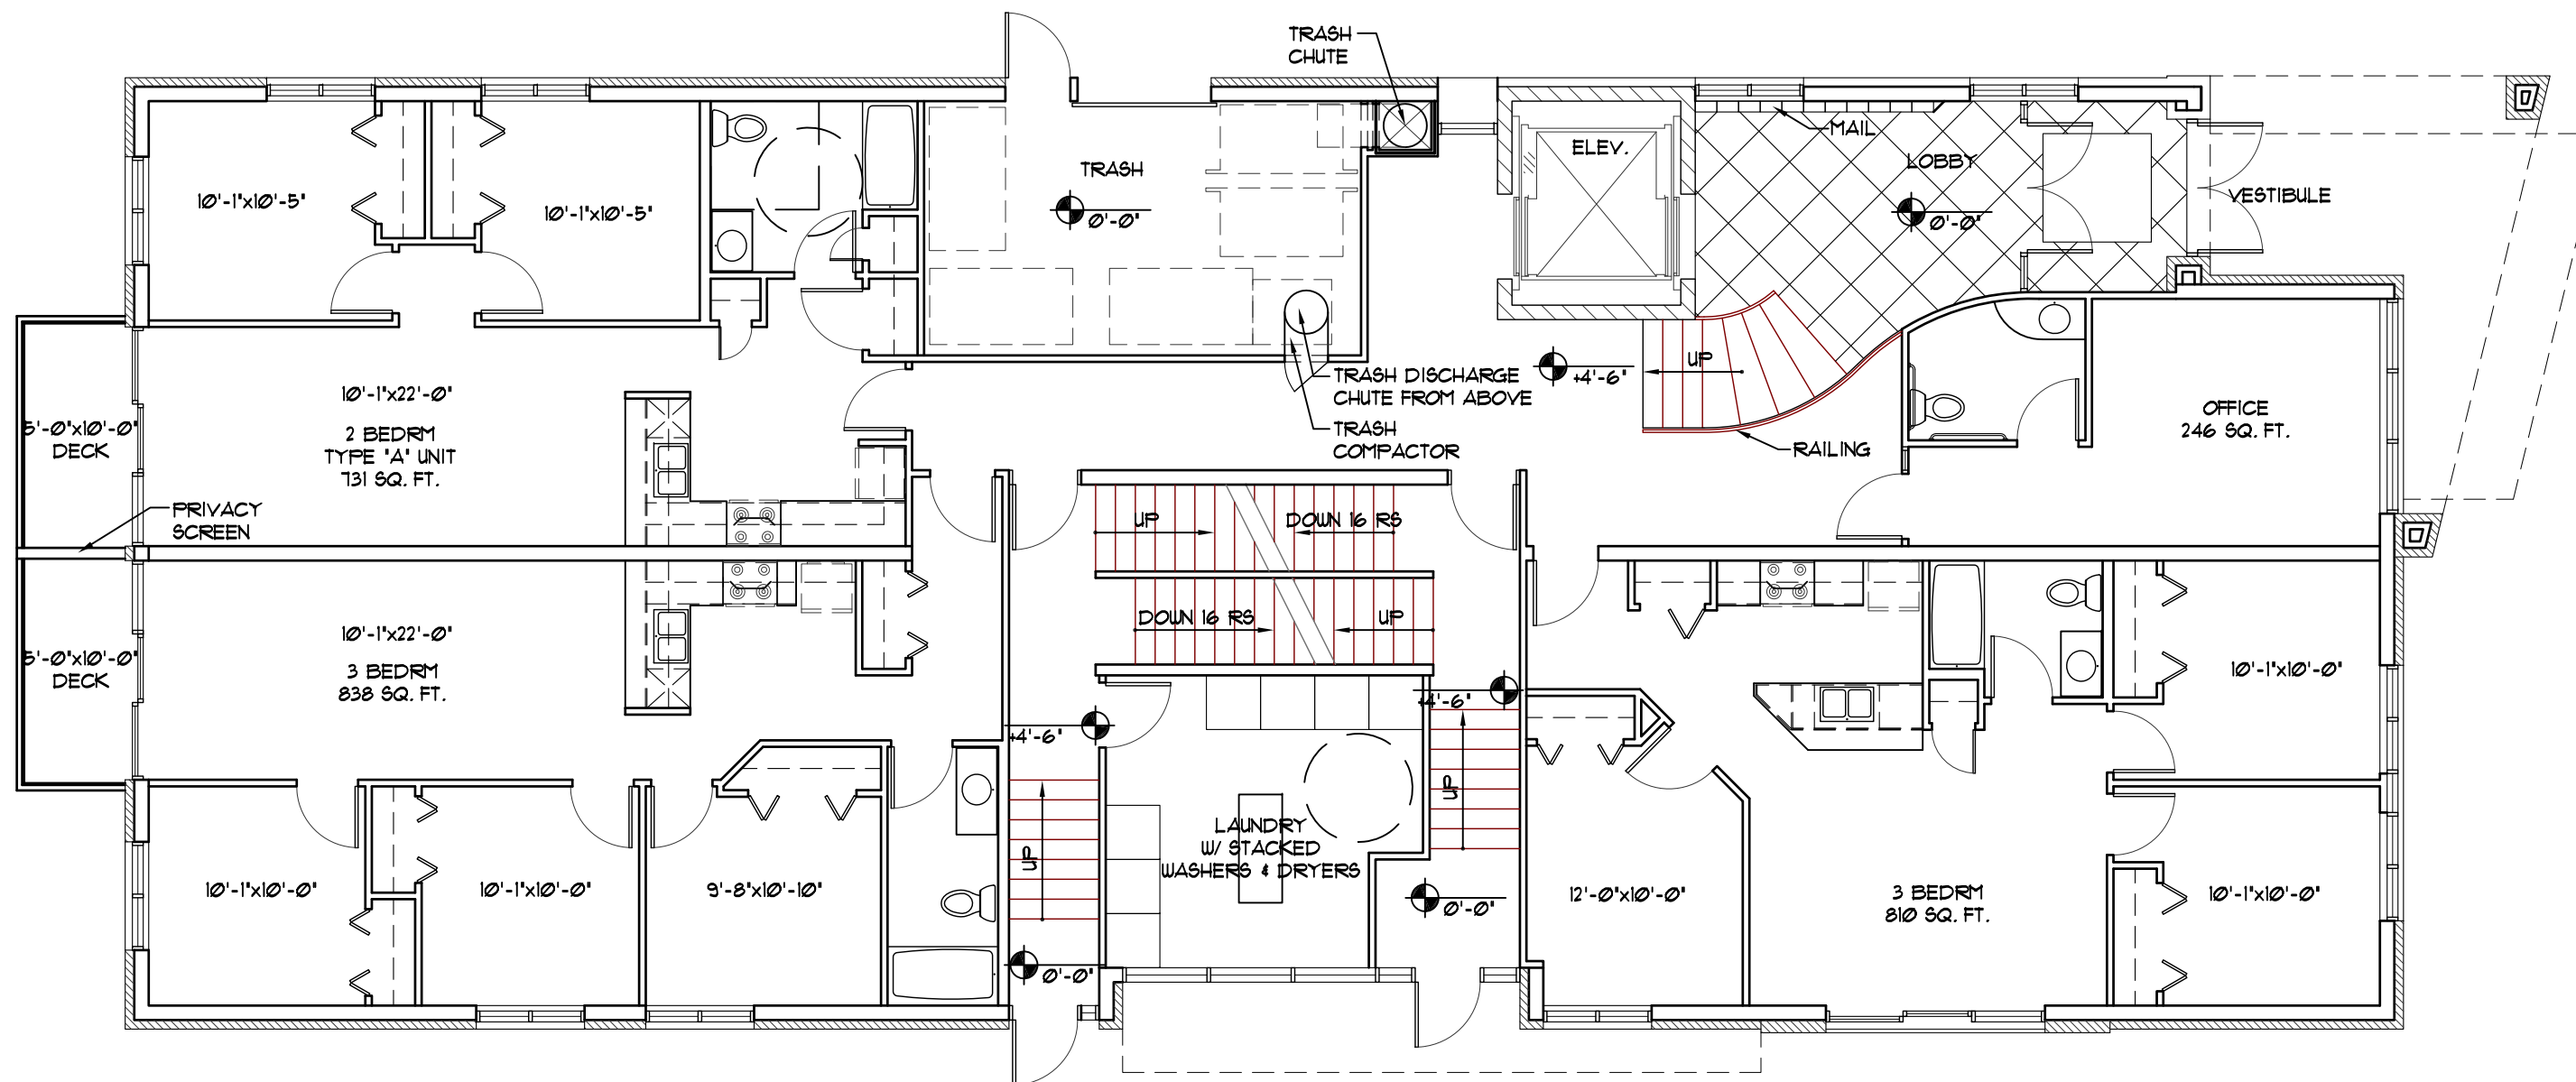 TRASH
CHUTE
MAIL
ELEV.
LOBBY
TRASH
10'-1"x10'-5"
10'-1"x10'-5"
VESTIBULE
0'-0"
0'-0"
UP
+4'-6"
TRASH DISCHARGE
CHUTE FROM ABOVE
TRASH
COMPACTOR
RAILING
OFFICE
246 SQ. FT.
10'-1"x22'-0"
2 BEDRM
TYPE "A" UNIT
731 SQ. FT.
5'-0"x10'-0"
DECK
PRIVACY
SCREEN
UP
DOWN 16 RS
DOWN 16 RS
UP
10'-1"x22'-0"
3 BEDRM
838 SQ. FT.
5'-0"x10'-0"
DECK
+4'-6"
+4'-6"
10'-1"x10'-0"
UP
UP
LAUNDRY
W/ STACKED
WASHERS & DRYERS
10'-1"x10'-0"
10'-1"x10'-0"
9'-8"x10'-10"
0'-0"
0'-0"
12'-0"x10'-0"
3 BEDRM
810 SQ. FT.
10'-1"x10'-0"